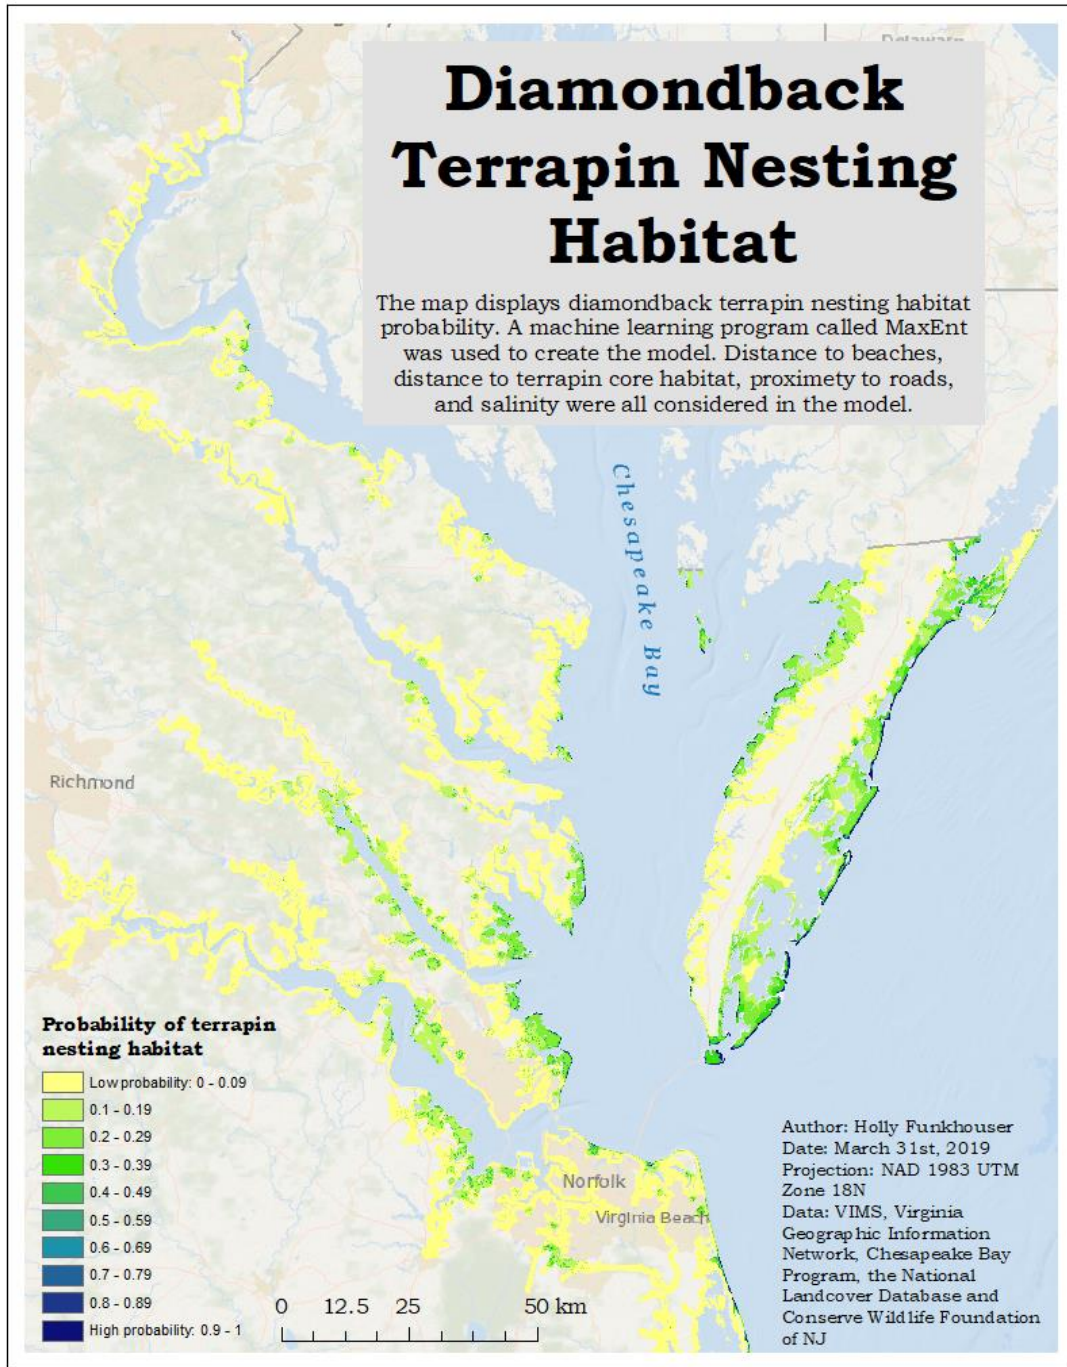 Delaware
Diamondback
Terrapin Nesting
Habitat
The map displays diamondback terrapin nesting habitat
probability. A machine learning program called MaxEnt
was used to create the model. Distance to beaches,
distance to terrapin core habitat, proximety to roads,
and salinity were all considered in the model.
Chesapeake Bay
Richmond
Norfolk
Virginia Beach
Probability of terrapin
nesting habitat
Low probability: 0 - 0.09
0.1 - 0.19
0.2 - 0.29
0.3 - 0.39
0.4 - 0.49
0.5 - 0.59
0.6 - 0.69
0.7 - 0.79
0.8 - 0.89
High probability: 0.9 - 1
0 12.5 25 50 km
Author: Holly Funkhouser
Date: March 31st, 2019
Projection: NAD 1983 UTM
Zone 18N
Data: VIMS, Virginia
Geographic Information
Network, Chesapeake Bay
Program, the National
Landcover Database and
Conserve Wildlife Foundation
of NJ